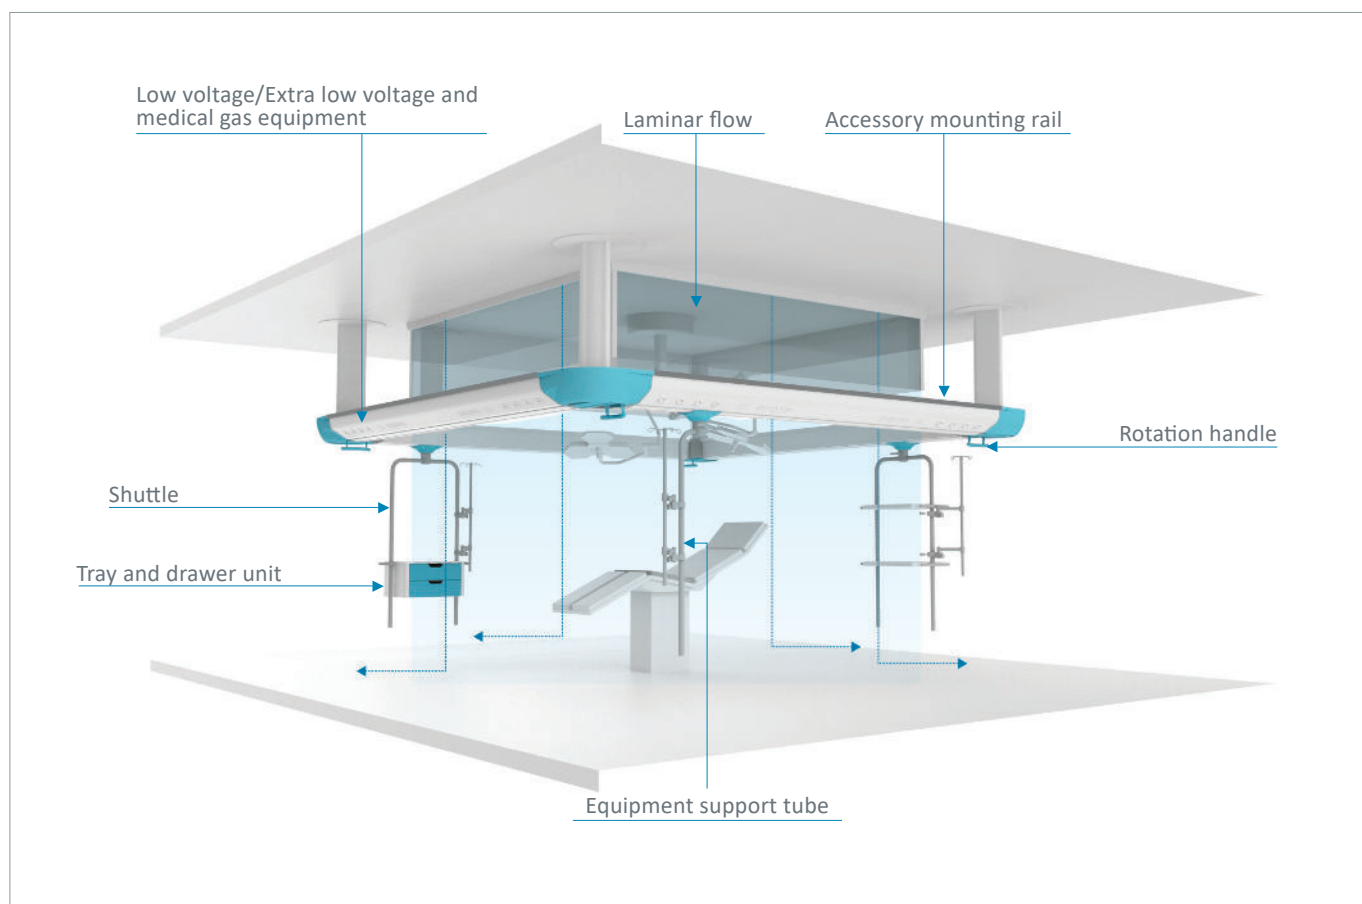 Low voltage/Extra low voltage and
medical gas equipment
Laminar flow
Accessory mounting rail
Rotation handle
Shuttle
Tray and drawer unit
Equipment support tube